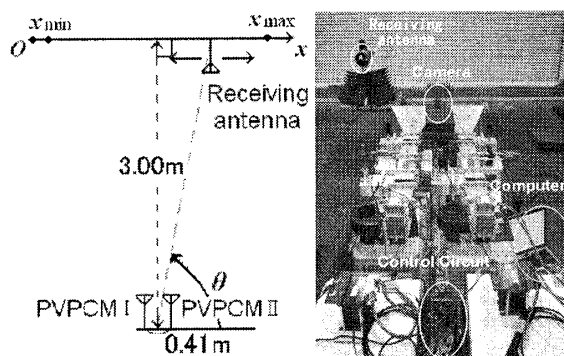 x min
x max
O
x
Receiving
antenna
3.00m
θ
PVPCM I
PVPCM II
0.41m
Receiving
antenna
Camera
Computer
Control Circuit